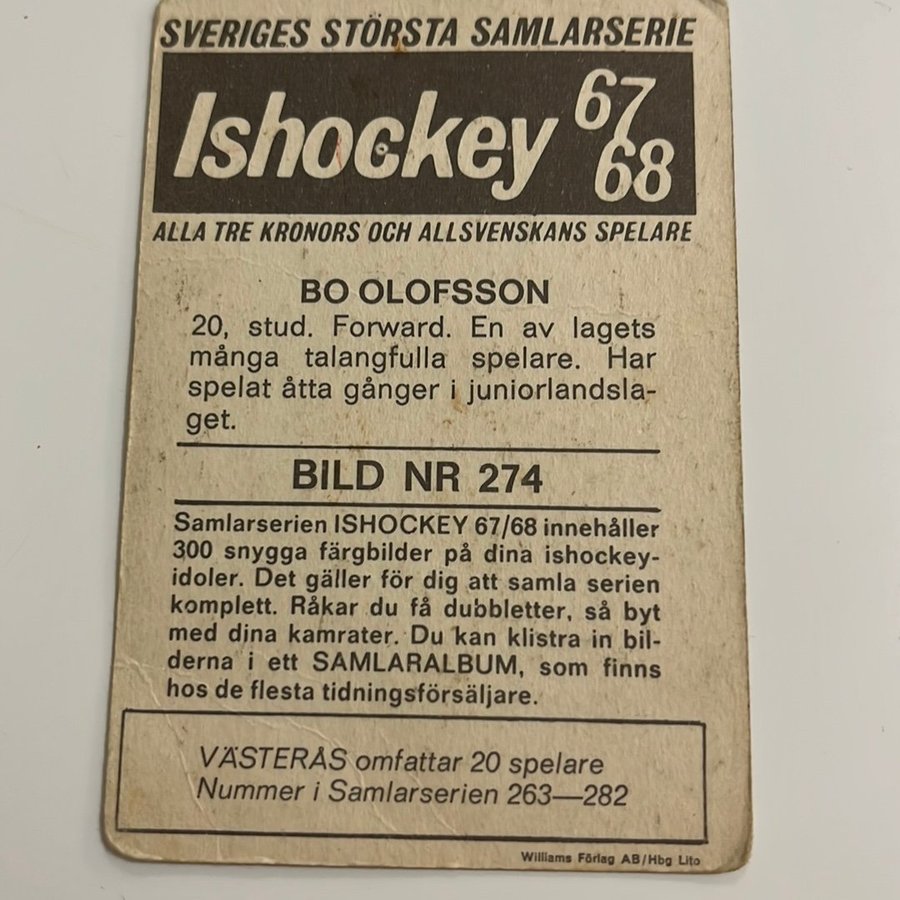 SVERIGES STÖRSTA SAMLARSERIE
Ishockey 67
68
ALLA TRE KRONORS OCH ALLSVENSKANS SPELARE
BO OLOFSSON
20, stud. Forward. En av lagets
många talangfulla spelare. Har
spelat åtta gånger i juniorlandsla-
get.
BILD NR 274
Samlarserien ISHOCKEY 67/68 innehåller
300 snygga färgbilder på dina ishockey-
idoler. Det gäller för dig att samla serien
komplett. Råkar du få dubbletter, så byt
med dina kamrater. Du kan klistra in bil-
derna i ett SAMLARALBUM, som finns
hos de flesta tidningsförsäljare.
VÄSTERÅS omfattar 20 spelare
Nummer i Samlarserien 263—282
Williams Förlag AB/Hbg Lito